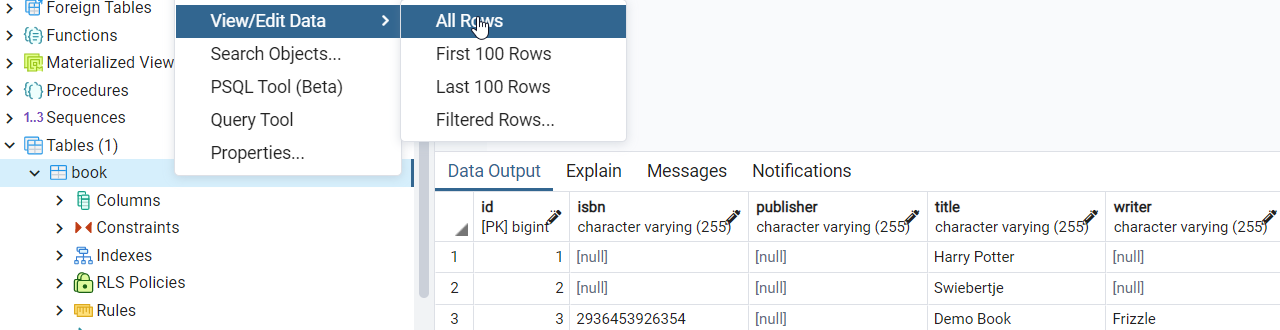 Foreign Tables
Functions
Materialized View
Procedures
1..3 Sequences
Tables (1)
book
Columns
Constraints
Indexes
RLS Policies
Rules
View/Edit Data
Search Objects...
PSQL Tool (Beta)
Query Tool
Properties...
All Rows
First 100 Rows
Last 100 Rows
Filtered Rows...
Data Output Explain Messages Notifications
id isbn publisher title writer
[PK] bigint character varying (255) character varying (255) character varying (255) character varying (255)
1 1 [null] [null] Harry Potter [null]
2 2 [null] [null] Swiebertje [null]
3 3 2936453926354 [null] Demo Book Frizzle